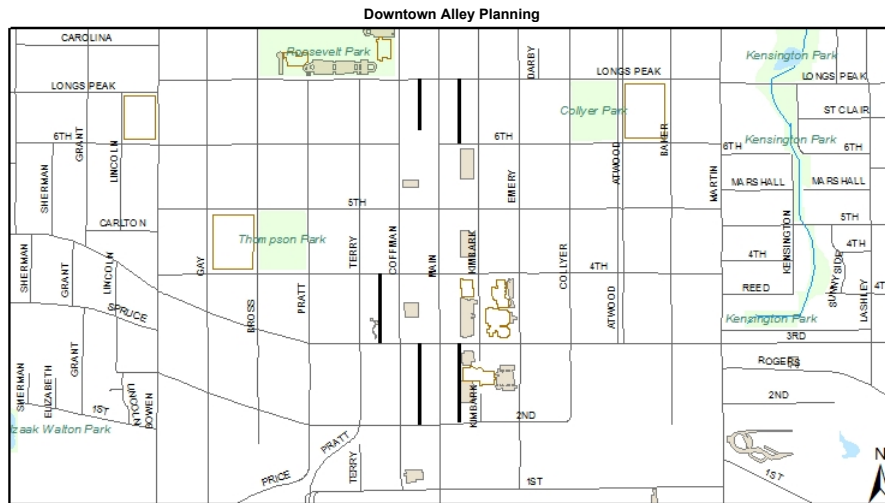 Downtown Alley Planning
CAROLINA
Roosevelt Park
DARBY
LONGS PEAK
Kensington Park
LONGS PEAK
LONGS PEAK
Collyer Park
ST CLAIR
GRANT
6TH
LINCOLN
6TH
BAKER
ATWOOD
Kensington Park
6TH
6TH
SHERMAN
EMERY
MARTIN
MARSHALL
MARSHALL
5TH
CARLTON
5TH
Thompson Park
TERRY
COFFMAN
MAIN
KIMBARK
COLLYER
KENSINGTON
4TH
4TH
SHERMAN
GRANT
LINCOLN
GAY
4TH
SUNNYSIDE
REED
4T
SPRUCE
BROSS
PRATT
ATWOOD
LASHLEY
Kensington Park
3RD
ROGERS
GRANT
SHERMAN
ELIZABETH
LINCOLN
BOWEN
1ST
KIMBARK
2ND
2ND
Izaak Walton Park
PRATT
TERRY
PRICE
1ST
1ST
N